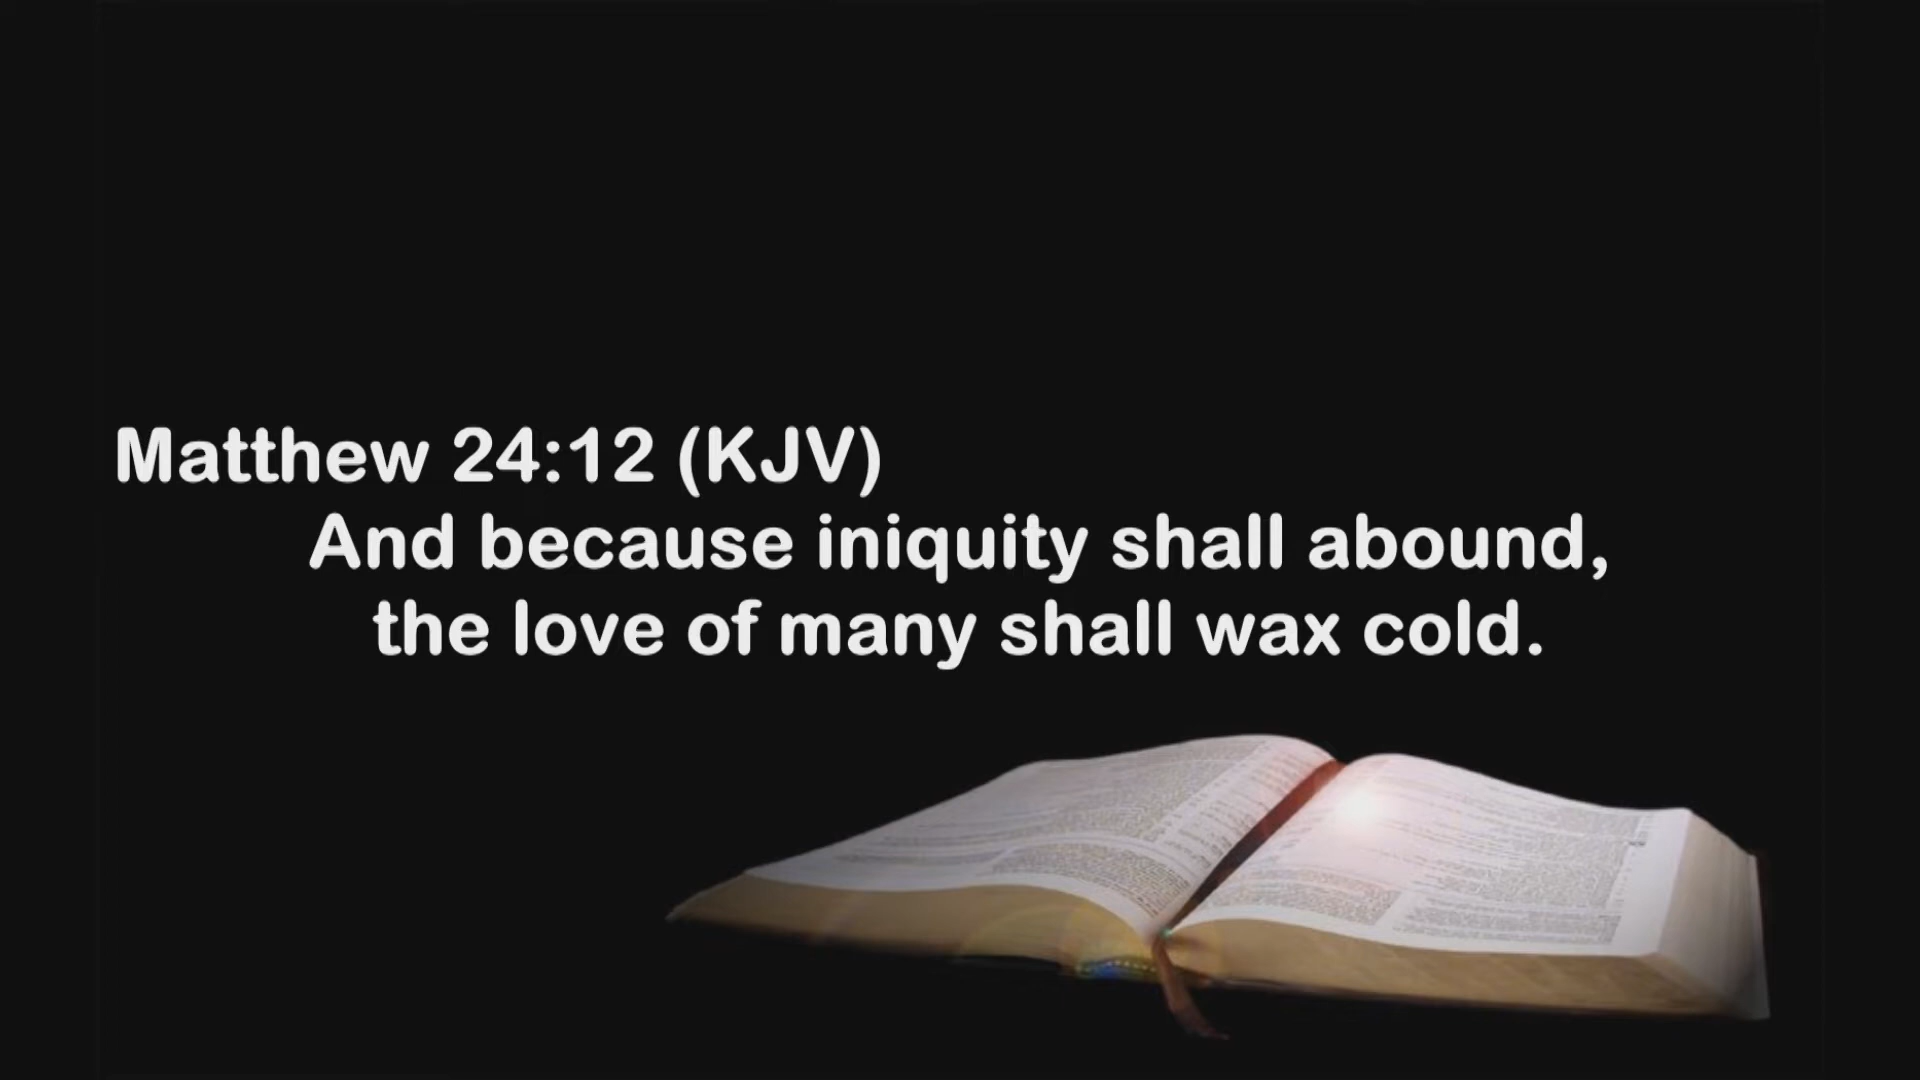 Matthew 24:12 (KJV)
And because iniquity shall abound,
the love of many shall wax cold.